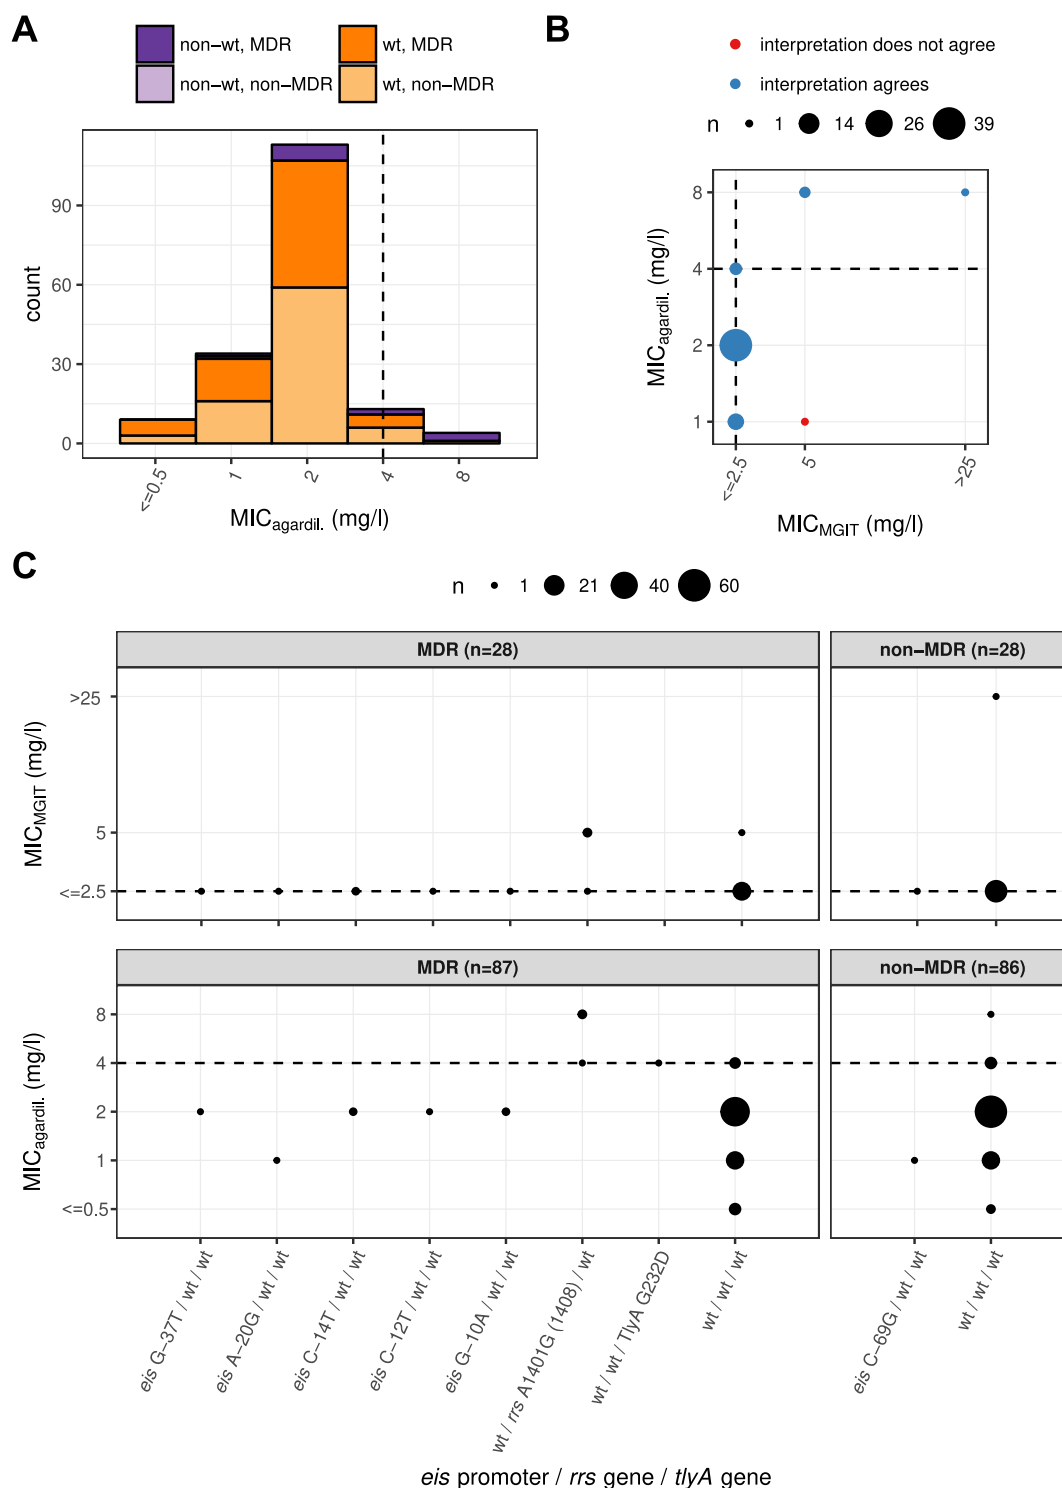 A
non−wt, MDR
wt, MDR
non−wt, non−MDR
wt, non−MDR
count
90
60
30
0
<=0.5
1
2
4
8
MICagardil. (mg/l)
B
interpretation does not agree
interpretation agrees
n 1 14 26 39
MICagardil. (mg/l)
8
4
2
1
<=2.5
5
>25
MICMGIT (mg/l)
C
n 1 21 40 60
MDR (n=28)
non−MDR (n=28)
MICMGIT (mg/l)
>25
5
<=2.5
MDR (n=87)
non−MDR (n=86)
MICagardil. (mg/l)
8
4
2
1
<=0.5
eis G−37T / wt / wt
eis A−20G / wt / wt
eis C−14T / wt / wt
eis C−12T / wt / wt
eis G−10A / wt / wt
wt / rrs A1401G (1408) / wt
wt / wt / TlyA G232D
wt / wt / wt
eis C−69G / wt / wt
wt / wt / wt
eis promoter / rrs gene / tlyA gene